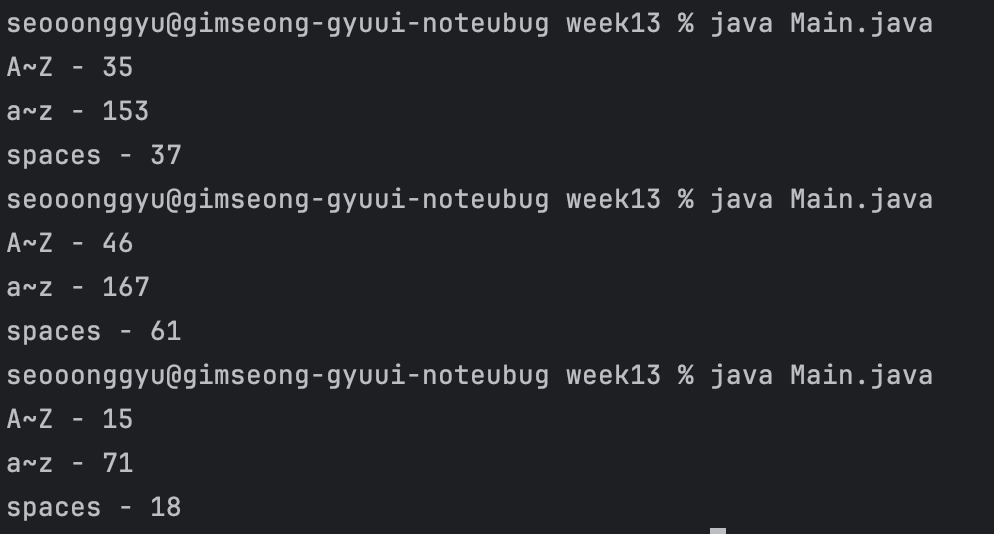 seooonggyu@gimseong-gyuui-noteubug week13 % java Main.java
A~Z - 35
a~z - 153
spaces - 37
seooonggyu@gimseong-gyuui-noteubug week13 % java Main.java
A~Z - 46
a~z - 167
spaces - 61
seooonggyu@gimseong-gyuui-noteubug week13 % java Main.java
A~Z - 15
a~z - 71
spaces - 18